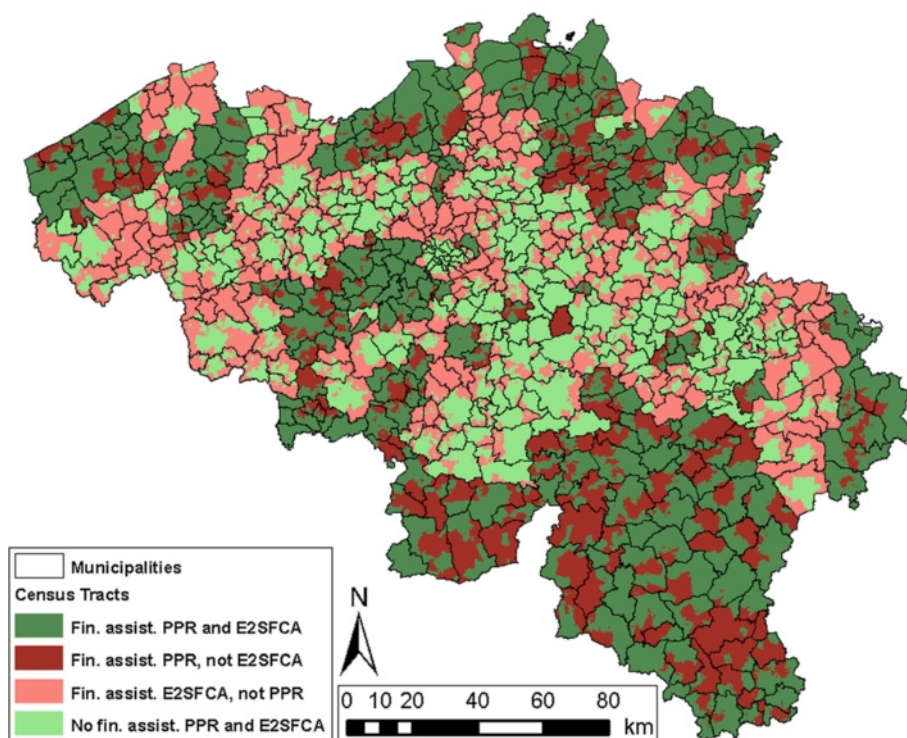 Municipalities
Census Tracts
Fin. assist. PPR and E2SFCA
Fin. assist. PPR, not E2SFCA
Fin. assist. E2SFCA, not PPR
No fin. assist. PPR and E2SFCA
N
0 10 20 40 60 80
km